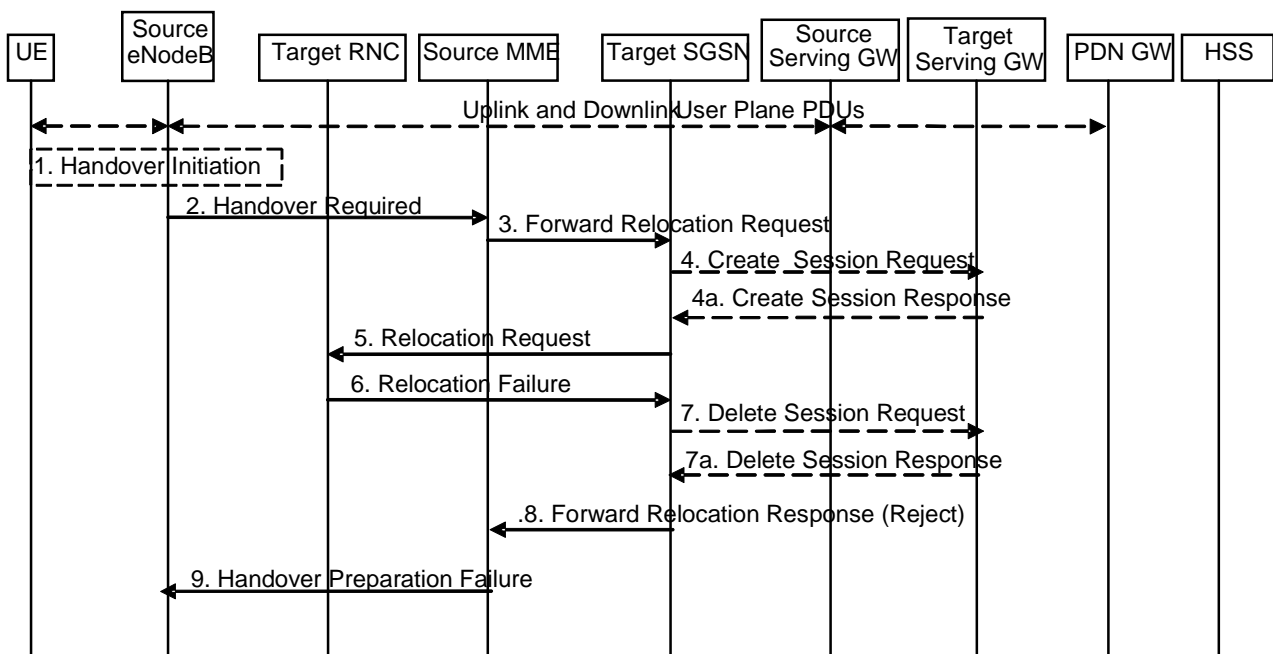 UE
Source
eNodeB
Target RNC
Source MME
Target SGSN
Source
Serving GW
Target
Serving GW
PDN GW
HSS
Uplink and Downlink User Plane PDUs
1. Handover Initiation
2. Handover Required
3. Forward Relocation Request
4. Create Session Request
4a. Create Session Response
5. Relocation Request
6. Relocation Failure
7. Delete Session Request
7a. Delete Session Response
.8. Forward Relocation Response (Reject)
9. Handover Preparation Failure